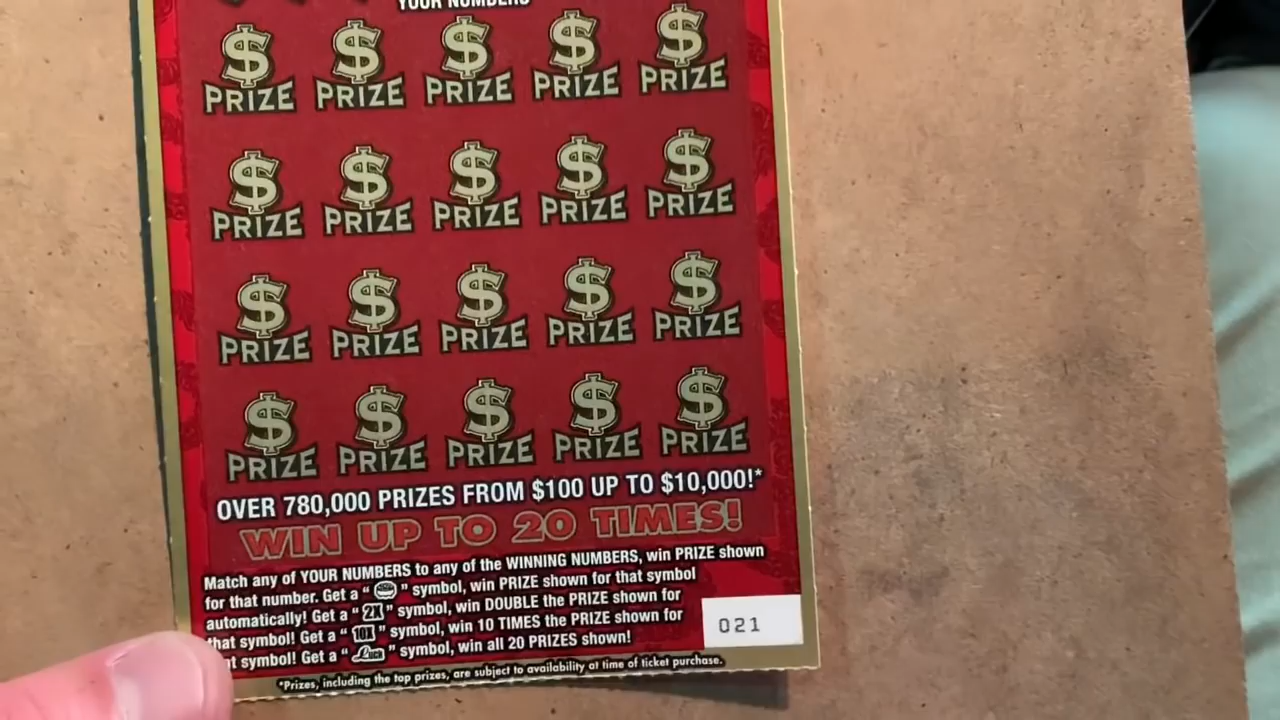 YOUR NUMBERS
$ $ $ $ $
PRIZE PRIZE PRIZE PRIZE PRIZE
$ $ $ $ $
PRIZE PRIZE PRIZE PRIZE PRIZE
$ $ $ $ $
PRIZE PRIZE PRIZE PRIZE PRIZE
$ $ $ $ $
PRIZE PRIZE PRIZE PRIZE PRIZE
OVER 780,000 PRIZES FROM $100 UP TO $10,000!*
WIN UP TO 20 TIMES!
Match any of YOUR NUMBERS to any of the WINNING NUMBERS, win PRIZE shown
for that number. Get a " " symbol, win PRIZE shown for that symbol
automatically! Get a " 2X " symbol, win DOUBLE the PRIZE shown for
that symbol! Get a " 10X " symbol, win 10 TIMES the PRIZE shown for
symbol! Get a " Luck " symbol, win all 20 PRIZES shown!
021
*Prizes, including the top prizes, are subject to availability at time of ticket purchase.